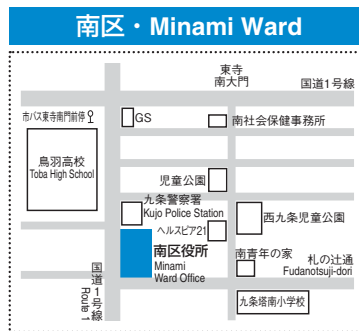 南区・Minami Ward
東寺
南大門
国道1号線
市バス東寺南門前停
GS
南社会保健事務所
鳥羽高校
Toba High School
児童公園
九条警察署
Kujo Police Station
ヘルスピア21
西九条児童公園
南区役所
Minami
Ward Office
南青年の家
札の辻通
Fudanotsuji-dori
国道1号線
Route 1
九条塔南小学校